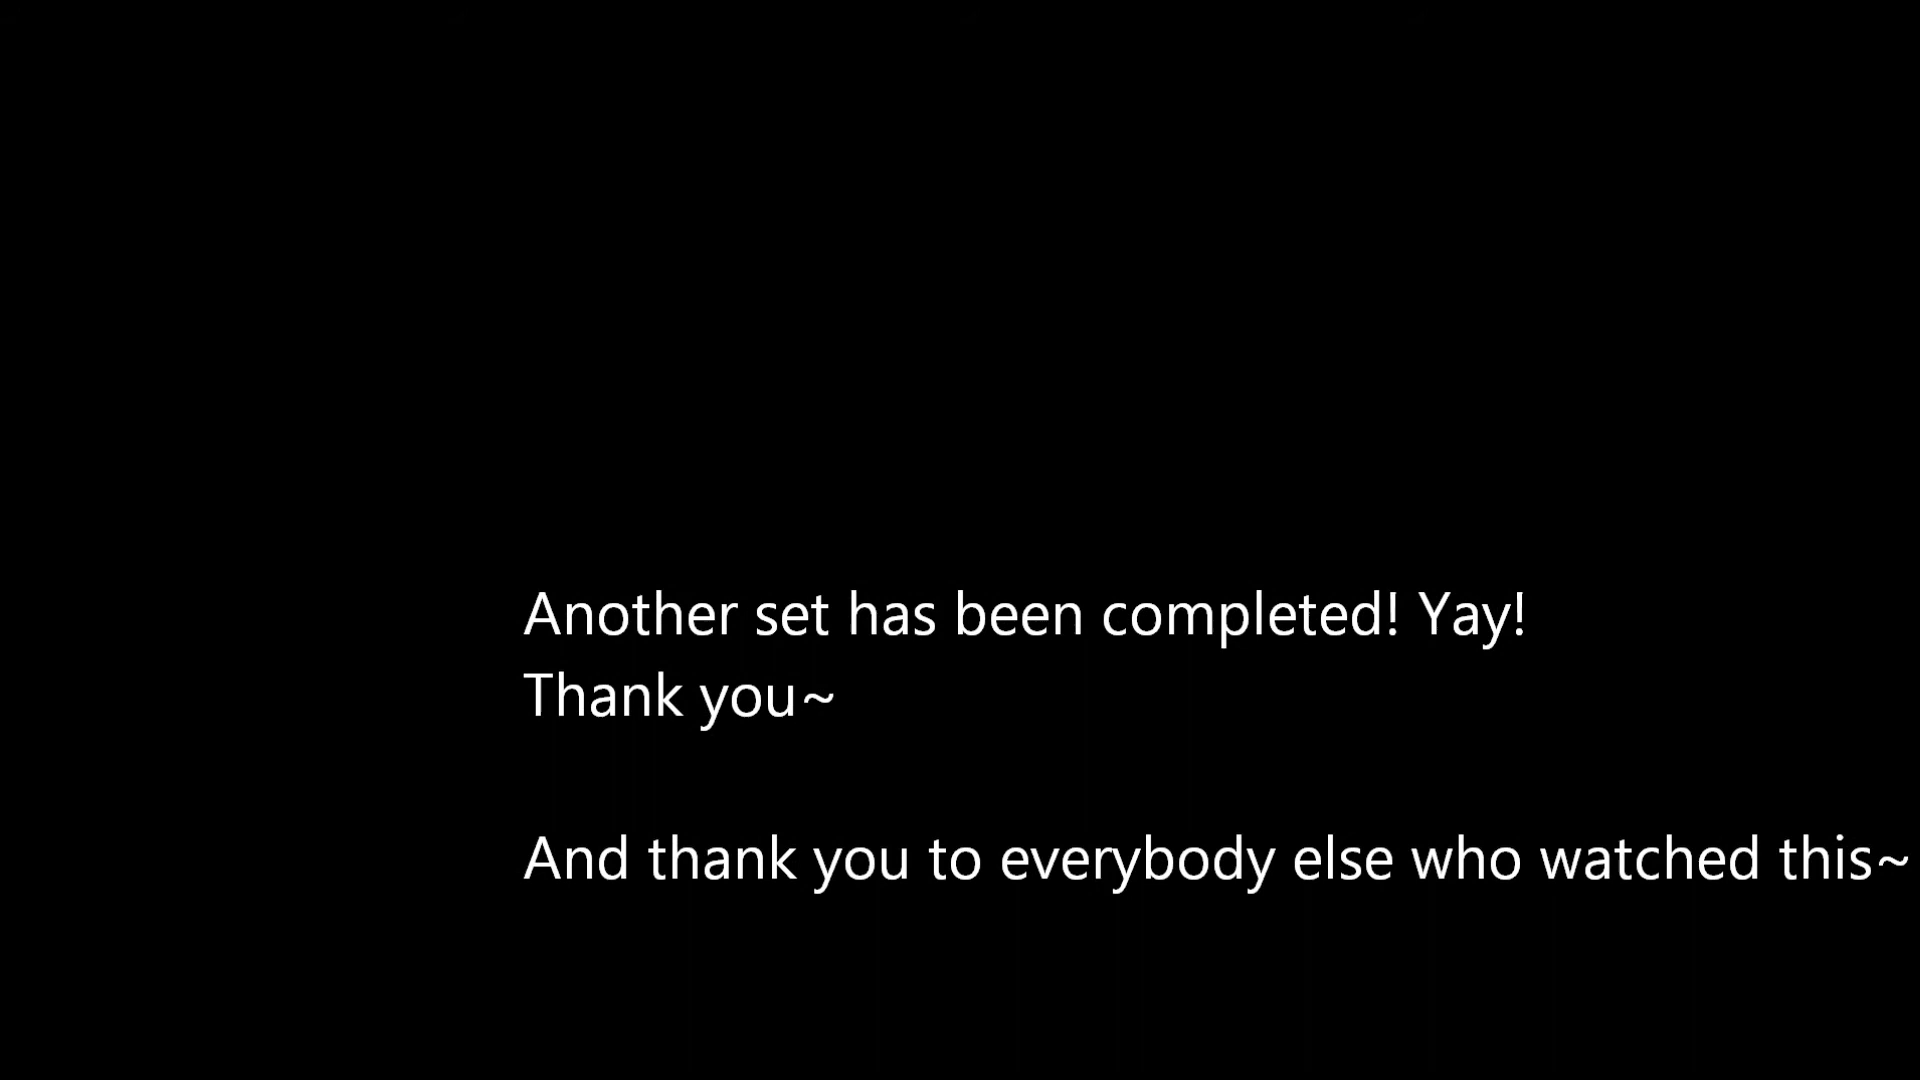 Another set has been completed! Yay!
Thank you~
And thank you to everybody else who watched this~